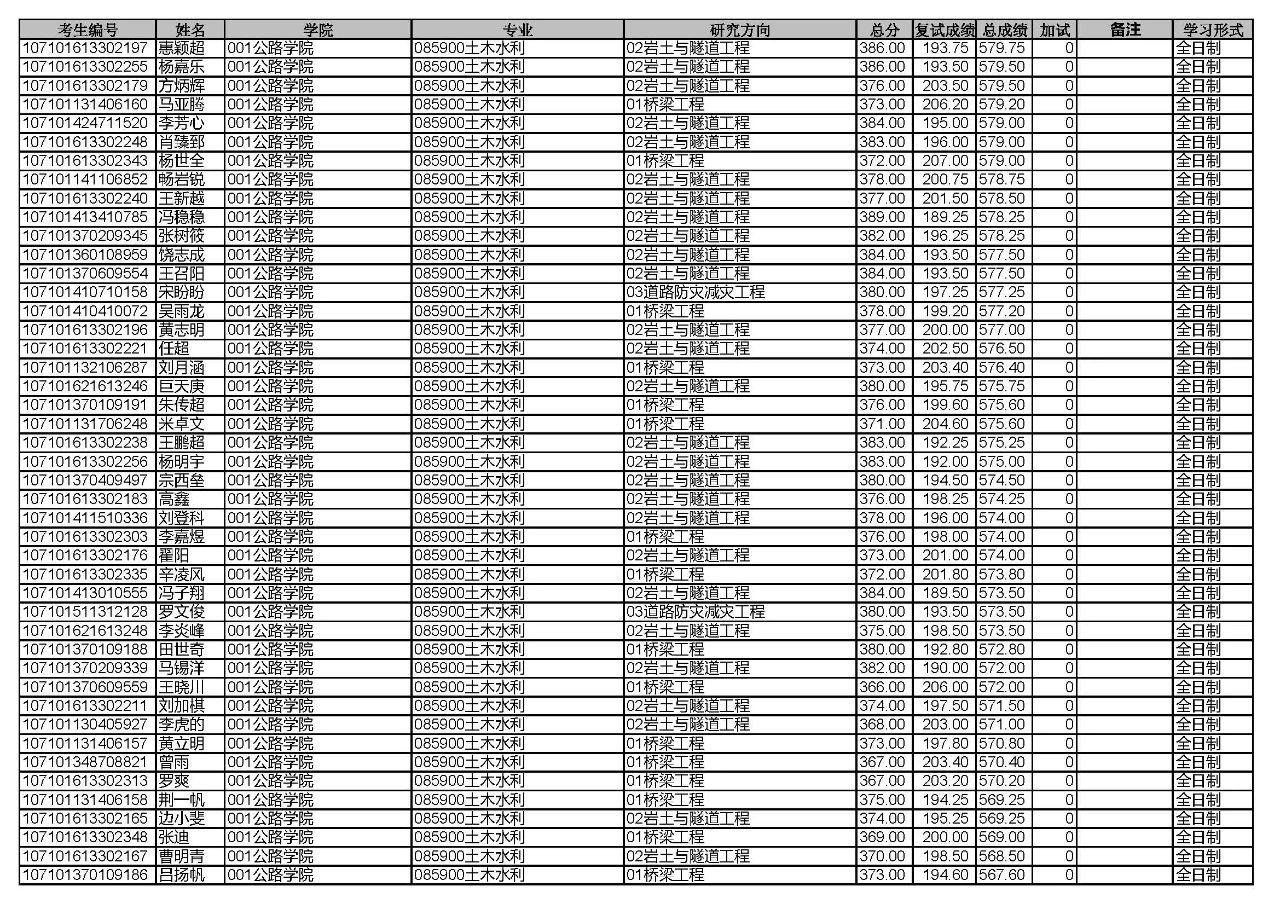 考生编号 姓名 学院 专业 研究方向 总分 复试成绩 总成绩 加试 备注 学习形式
107101613302197 惠颖超 001公路学院 085900土木水利 02岩土与隧道工程 386.00 193.75 579.75 0 全日制
107101613302255 杨嘉乐 001公路学院 085900土木水利 02岩土与隧道工程 386.00 193.50 579.50 0 全日制
107101613302179 方炳辉 001公路学院 085900土木水利 02岩土与隧道工程 376.00 203.50 579.50 0 全日制
107101131406160 马亚腾 001公路学院 085900土木水利 01桥梁工程 373.00 206.20 579.20 0 全日制
107101424711520 李芳心 001公路学院 085900土木水利 02岩土与隧道工程 384.00 195.00 579.00 0 全日制
107101613302248 肖臻郅 001公路学院 085900土木水利 02岩土与隧道工程 383.00 196.00 579.00 0 全日制
107101613302343 杨世全 001公路学院 085900土木水利 01桥梁工程 372.00 207.00 579.00 0 全日制
107101141106852 畅岩锐 001公路学院 085900土木水利 02岩土与隧道工程 378.00 200.75 578.75 0 全日制
107101613302240 王新越 001公路学院 085900土木水利 02岩土与隧道工程 377.00 201.50 578.50 0 全日制
107101413410785 冯稳稳 001公路学院 085900土木水利 02岩土与隧道工程 389.00 189.25 578.25 0 全日制
107101370209345 张树筱 001公路学院 085900土木水利 02岩土与隧道工程 382.00 196.25 578.25 0 全日制
107101360108959 饶志成 001公路学院 085900土木水利 02岩土与隧道工程 384.00 193.50 577.50 0 全日制
107101370609554 王召阳 001公路学院 085900土木水利 02岩土与隧道工程 384.00 193.50 577.50 0 全日制
107101410710158 宋盼盼 001公路学院 085900土木水利 03道路防灾减灾工程 380.00 197.25 577.25 0 全日制
107101410410072 吴雨龙 001公路学院 085900土木水利 01桥梁工程 378.00 199.20 577.20 0 全日制
107101613302196 黄志明 001公路学院 085900土木水利 02岩土与隧道工程 377.00 200.00 577.00 0 全日制
107101613302221 任超 001公路学院 085900土木水利 02岩土与隧道工程 374.00 202.50 576.50 0 全日制
107101132106287 刘月涵 001公路学院 085900土木水利 01桥梁工程 373.00 203.40 576.40 0 全日制
107101621613246 巨天庚 001公路学院 085900土木水利 02岩土与隧道工程 380.00 195.75 575.75 0 全日制
107101370109191 朱传超 001公路学院 085900土木水利 01桥梁工程 376.00 199.60 575.60 0 全日制
107101131706248 米卓文 001公路学院 085900土木水利 01桥梁工程 371.00 204.60 575.60 0 全日制
107101613302238 王鹏超 001公路学院 085900土木水利 02岩土与隧道工程 383.00 192.25 575.25 0 全日制
107101613302256 杨明宇 001公路学院 085900土木水利 02岩土与隧道工程 383.00 192.00 575.00 0 全日制
107101370409497 宗西垒 001公路学院 085900土木水利 02岩土与隧道工程 380.00 194.50 574.50 0 全日制
107101613302183 高鑫 001公路学院 085900土木水利 02岩土与隧道工程 376.00 198.25 574.25 0 全日制
107101411510336 刘登科 001公路学院 085900土木水利 02岩土与隧道工程 378.00 196.00 574.00 0 全日制
107101613302303 李嘉煜 001公路学院 085900土木水利 01桥梁工程 376.00 198.00 574.00 0 全日制
107101613302176 翟阳 001公路学院 085900土木水利 02岩土与隧道工程 373.00 201.00 574.00 0 全日制
107101613302335 辛凌风 001公路学院 085900土木水利 01桥梁工程 372.00 201.80 573.80 0 全日制
107101413010555 冯子翔 001公路学院 085900土木水利 02岩土与隧道工程 384.00 189.50 573.50 0 全日制
107101511312128 罗文俊 001公路学院 085900土木水利 03道路防灾减灾工程 380.00 193.50 573.50 0 全日制
107101621613248 李炎峰 001公路学院 085900土木水利 02岩土与隧道工程 375.00 198.50 573.50 0 全日制
107101370109188 田世奇 001公路学院 085900土木水利 01桥梁工程 380.00 192.80 572.80 0 全日制
107101370209339 马锡洋 001公路学院 085900土木水利 02岩土与隧道工程 382.00 190.00 572.00 0 全日制
107101370609559 王晓川 001公路学院 085900土木水利 01桥梁工程 366.00 206.00 572.00 0 全日制
107101613302211 刘加棋 001公路学院 085900土木水利 02岩土与隧道工程 374.00 197.50 571.50 0 全日制
107101130405927 李虎的 001公路学院 085900土木水利 02岩土与隧道工程 368.00 203.00 571.00 0 全日制
107101131406157 黄立明 001公路学院 085900土木水利 01桥梁工程 373.00 197.80 570.80 0 全日制
107101348708821 曾雨 001公路学院 085900土木水利 01桥梁工程 367.00 203.40 570.40 0 全日制
107101613302313 罗爽 001公路学院 085900土木水利 01桥梁工程 367.00 203.20 570.20 0 全日制
107101131406158 荆一帆 001公路学院 085900土木水利 01桥梁工程 375.00 194.25 569.25 0 全日制
107101613302165 边小斐 001公路学院 085900土木水利 02岩土与隧道工程 374.00 195.25 569.25 0 全日制
107101613302348 张迪 001公路学院 085900土木水利 01桥梁工程 369.00 200.00 569.00 0 全日制
107101613302167 曹明青 001公路学院 085900土木水利 02岩土与隧道工程 370.00 198.50 568.50 0 全日制
107101370109186 吕扬帆 001公路学院 085900土木水利 01桥梁工程 373.00 194.60 567.60 0 全日制